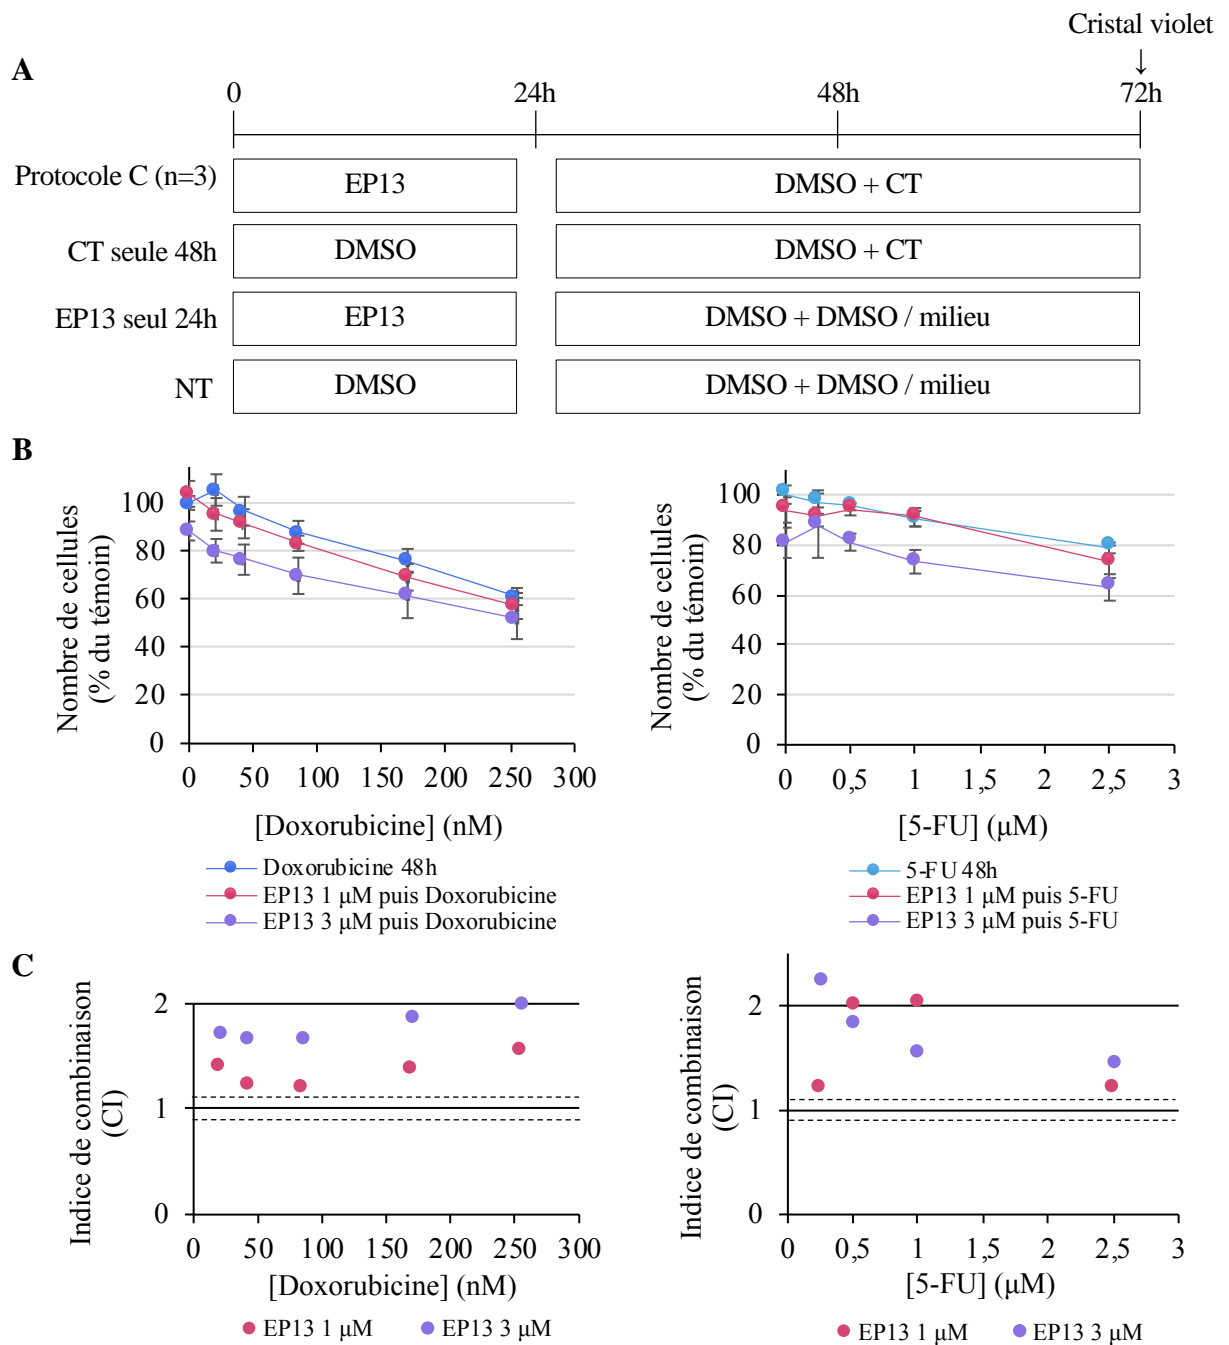 Cristal violet
A
0 24h 48h 72h
Protocole C (n=3) EP13 DMSO + CT
CT seule 48h DMSO DMSO + CT
EP13 seul 24h EP13 DMSO + DMSO / milieu
NT DMSO DMSO + DMSO / milieu
B
Nombre de cellules
(% du témoin)
100
80
60
40
20
0
0 50 100 150 200 250 300
[Doxorubicine] (nM)
Doxorubicine 48h
EP13 1 µM puis Doxorubicine
EP13 3 µM puis Doxorubicine
Nombre de cellules
(% du témoin)
100
80
60
40
20
0
0 0,5 1 1,5 2 2,5 3
[5-FU] (µM)
5-FU 48h
EP13 1 µM puis 5-FU
EP13 3 µM puis 5-FU
C
Indice de combinaison
(CI)
2
1
0
0 50 100 150 200 250 300
[Doxorubicine] (nM)
EP13 1 µM EP13 3 µM
Indice de combinaison
(CI)
2
1
0
0 0,5 1 1,5 2 2,5 3
[5-FU] (µM)
EP13 1 µM EP13 3 µM